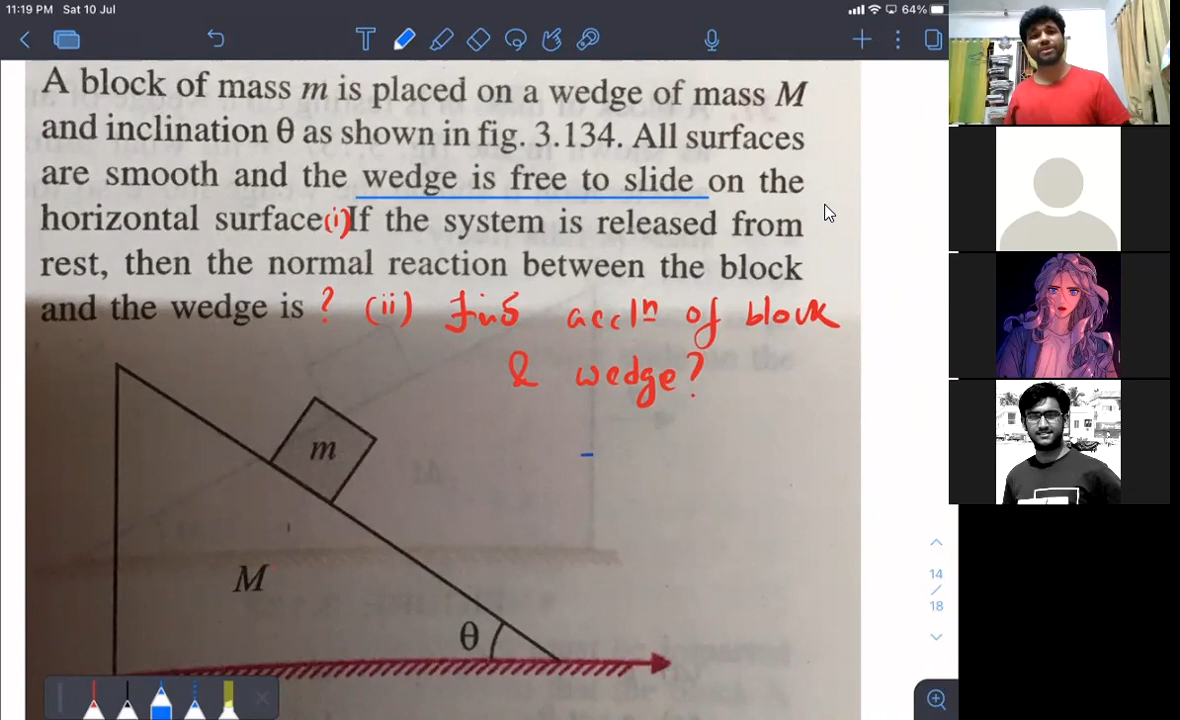 11:19 PM Sat 10 Jul
64%
A block of mass m is placed on a wedge of mass M
and inclination θ as shown in fig. 3.134. All surfaces
are smooth and the wedge is free to slide on the
horizontal surface(i)If the system is released from
rest, then the normal reaction between the block
and the wedge is ? (ii) find accln of block
& wedge?
m
M
θ
14
/
18